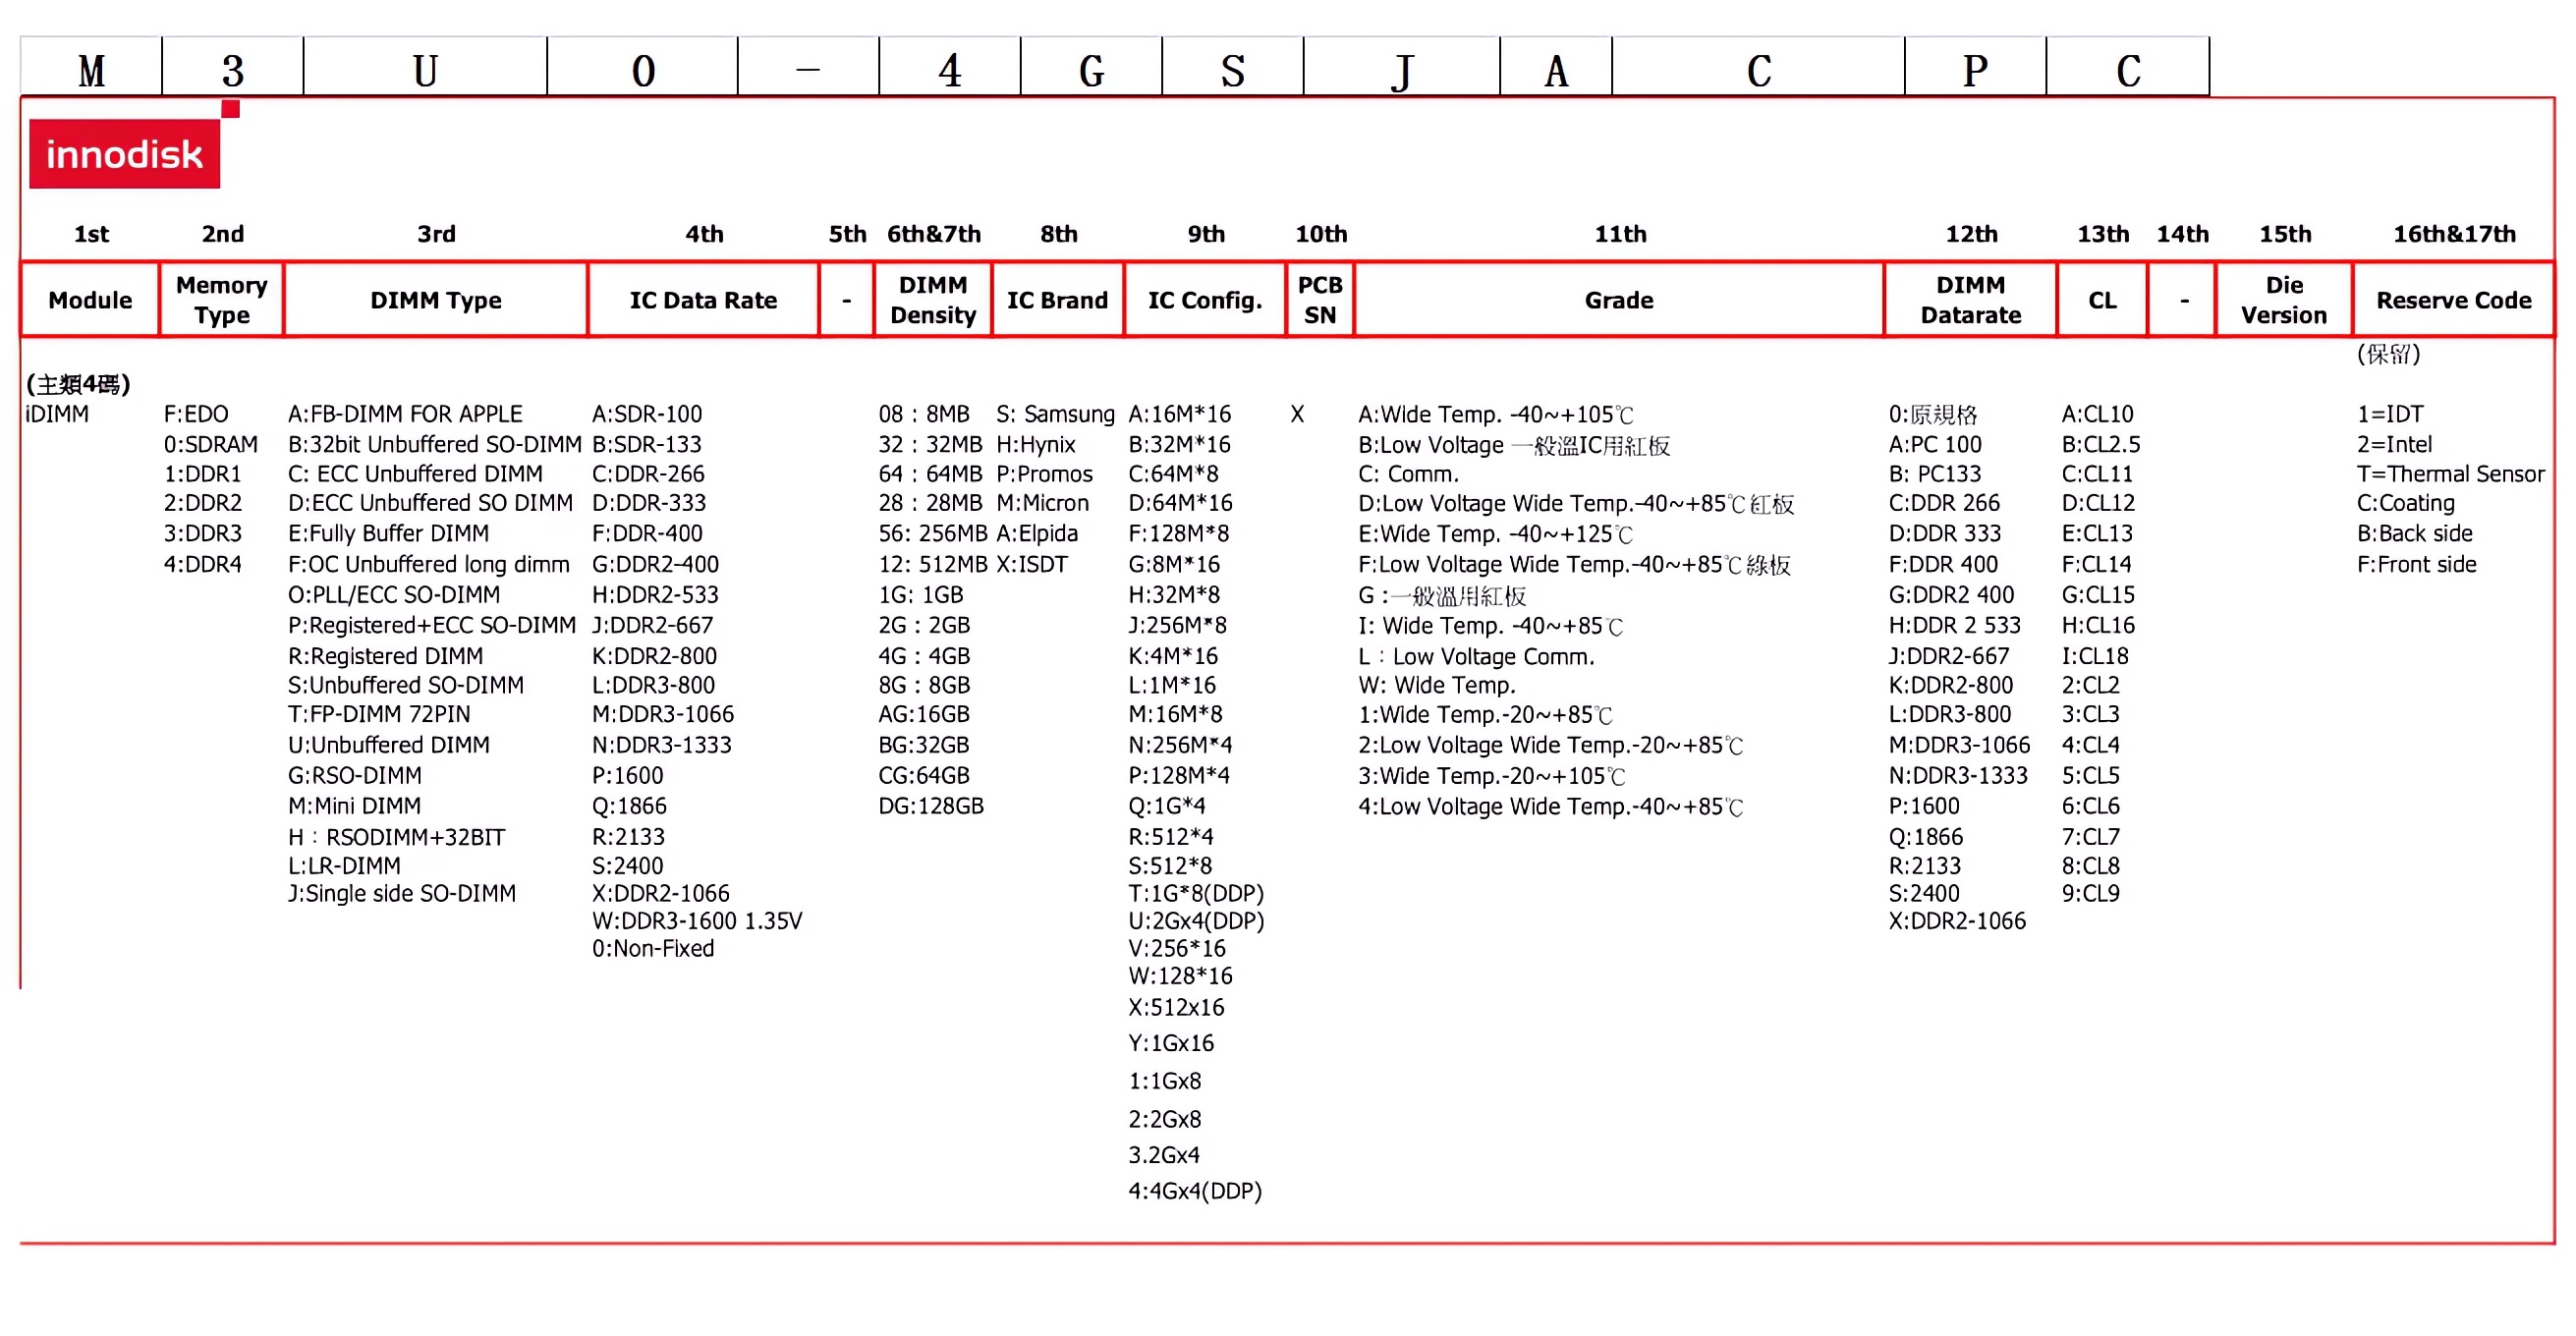 M 3 U 0 - 4 G S J A C P C
innodisk
1st 2nd 3rd 4th 5th 6th&7th 8th 9th 10th 11th 12th 13th 14th 15th 16th&17th
Module Memory Type DIMM Type IC Data Rate - DIMM Density IC Brand IC Config. PCB SN Grade DIMM Datarate CL - Die Version Reserve Code
(保留)
(主類4碼)
iDIMM F:EDO A:FB-DIMM FOR APPLE A:SDR-100 08 : 8MB S: Samsung A:16M*16 X A:Wide Temp. -40~+105℃ 0:原規格 A:CL10 1=IDT
0:SDRAM B:32bit Unbuffered SO-DIMM B:SDR-133 32 : 32MB H:Hynix B:32M*16 B:Low Voltage 一般溫IC用紅板 A:PC 100 B:CL2.5 2=Intel
1:DDR1 C: ECC Unbuffered DIMM C:DDR-266 64 : 64MB P:Promos C:64M*8 C: Comm. B: PC133 C:CL11 T=Thermal Sensor
2:DDR2 D:ECC Unbuffered SO DIMM D:DDR-333 28 : 28MB M:Micron D:64M*16 D:Low Voltage Wide Temp.-40~+85℃紅板 C:DDR 266 D:CL12 C:Coating
3:DDR3 E:Fully Buffer DIMM F:DDR-400 56: 256MB A:Elpida F:128M*8 E:Wide Temp. -40~+125℃ D:DDR 333 E:CL13 B:Back side
4:DDR4 F:OC Unbuffered long dimm G:DDR2-400 12: 512MB X:ISDT G:8M*16 F:Low Voltage Wide Temp.-40~+85℃綠板 F:DDR 400 F:CL14 F:Front side
O:PLL/ECC SO-DIMM H:DDR2-533 1G: 1GB H:32M*8 G :一般溫用紅板 G:DDR2 400 G:CL15
P:Registered+ECC SO-DIMM J:DDR2-667 2G : 2GB J:256M*8 I: Wide Temp. -40~+85℃ H:DDR 2 533 H:CL16
R:Registered DIMM K:DDR2-800 4G : 4GB K:4M*16 L : Low Voltage Comm. J:DDR2-667 I:CL18
S:Unbuffered SO-DIMM L:DDR3-800 8G : 8GB L:1M*16 W: Wide Temp. K:DDR2-800 2:CL2
T:FP-DIMM 72PIN M:DDR3-1066 AG:16GB M:16M*8 1:Wide Temp.-20~+85℃ L:DDR3-800 3:CL3
U:Unbuffered DIMM N:DDR3-1333 BG:32GB N:256M*4 2:Low Voltage Wide Temp.-20~+85℃ M:DDR3-1066 4:CL4
G:RSO-DIMM P:1600 CG:64GB P:128M*4 3:Wide Temp.-20~+105℃ N:DDR3-1333 5:CL5
M:Mini DIMM Q:1866 DG:128GB Q:1G*4 4:Low Voltage Wide Temp.-40~+85℃ P:1600 6:CL6
H : RSODIMM+32BIT R:2133 R:512*4 Q:1866 7:CL7
L:LR-DIMM S:2400 S:512*8 R:2133 8:CL8
J:Single side SO-DIMM X:DDR2-1066 T:1G*8(DDP) S:2400 9:CL9
W:DDR3-1600 1.35V U:2Gx4(DDP) X:DDR2-1066
0:Non-Fixed V:256*16
W:128*16
X:512x16
Y:1Gx16
1:1Gx8
2:2Gx8
3.2Gx4
4:4Gx4(DDP)